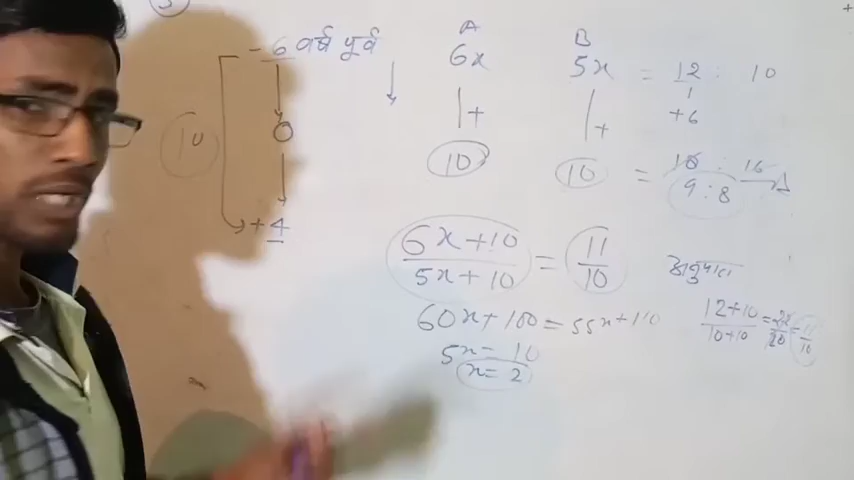 A B
- 6 वर्ष पूर्व 6x 5x = 12 : 10
+ + 1 +6
10 0 10 10 = 18 : 16
9 : 8
+4
6x+10 / 5x+10 = 11 / 10 अनुपात
60x+100 = 55x+110 12+10 / 10+10 = 22 / 20 = 11 / 10
5x = 10
x = 2